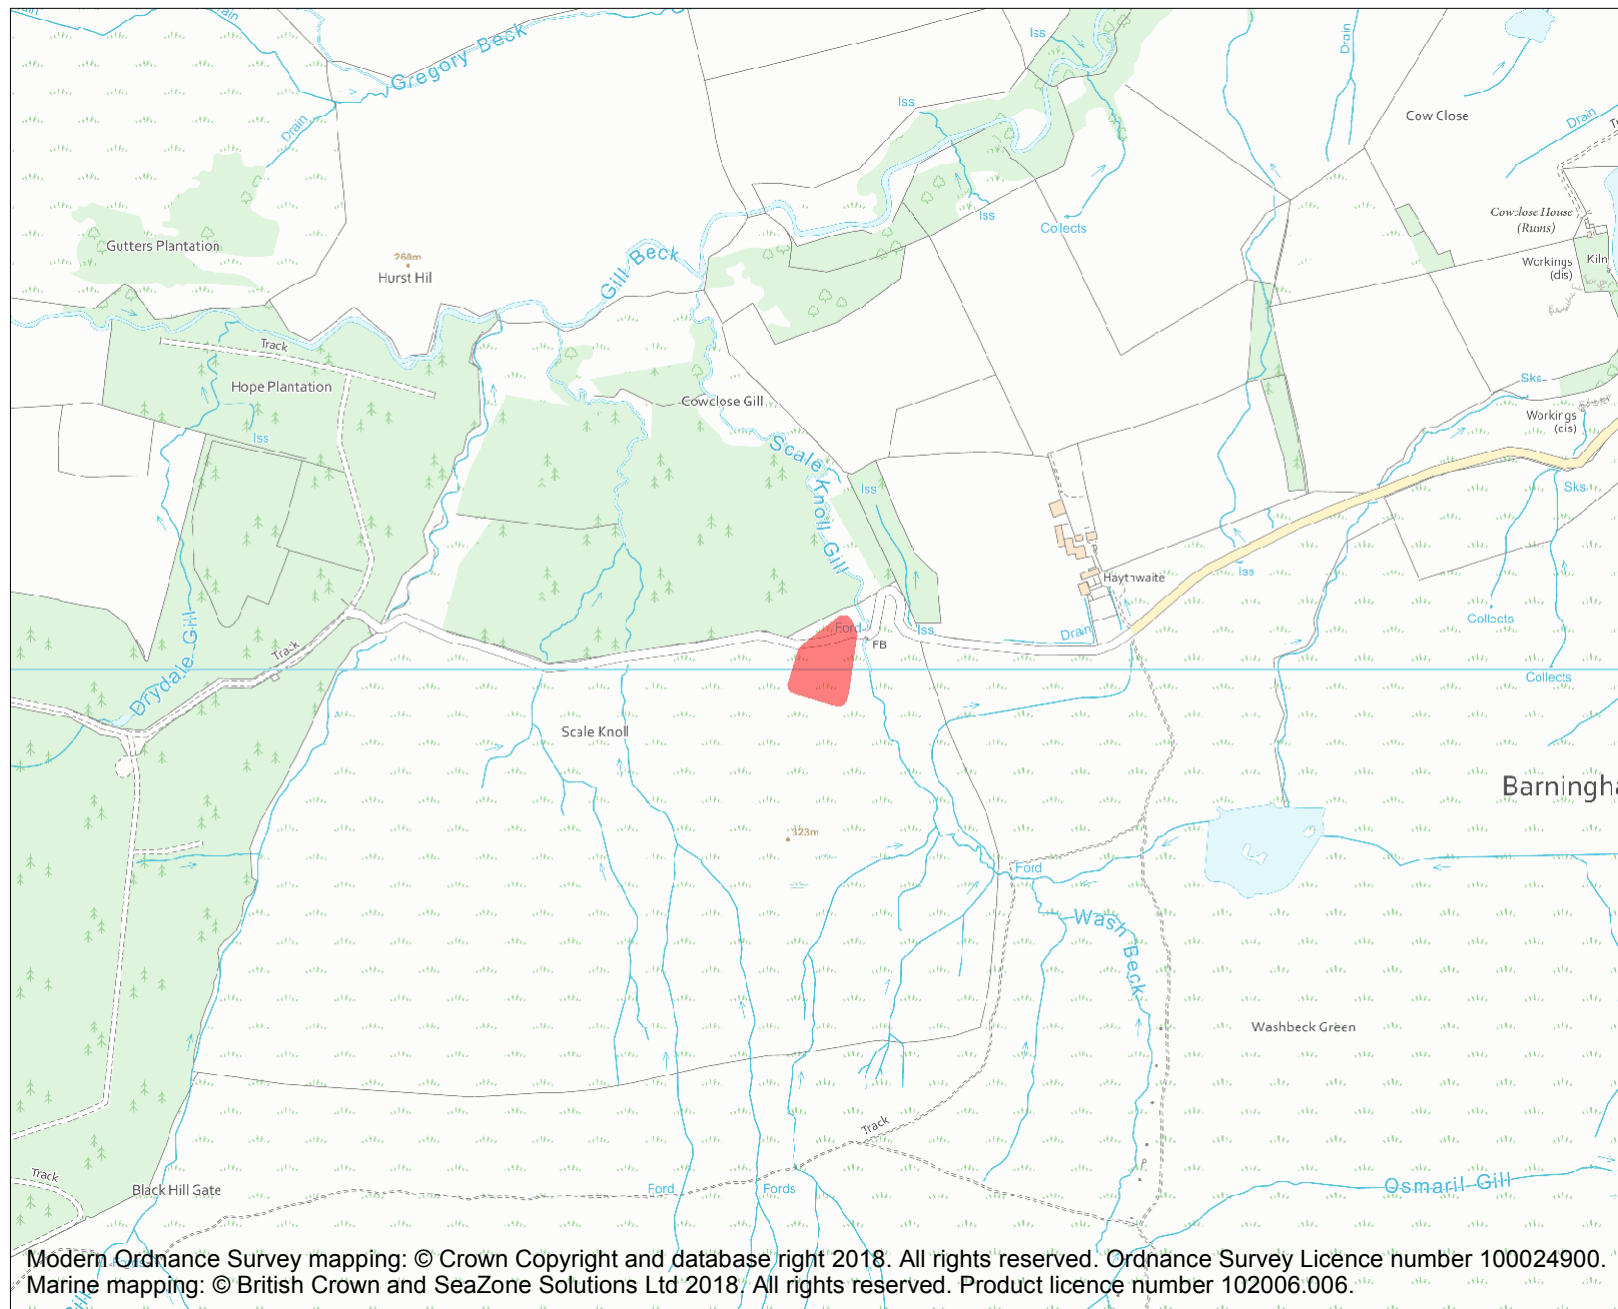 Drain
Gregory Beck
Iss
Drain
Iss
Drain
Cow Close
Drain
Iss
Collects
Cowclose House
(Ruins)
Gutters Plantation
268m
Hurst Hill
Gill Beck
Workings
(dis)
Kiln
Track
Hope Plantation
Cowclose Gill
Sks
Workings
(dis)
Iss
Scale Knoll Gill
Iss
Sks
Iss
Haythwaite
Collects
Drydale Gill
Track
Ford
FB
Iss
Drain
Collects
Scale Knoll
Barningha
323m
Ford
Wash Beck
Washbeck Green
Track
Track
Black Hill Gate
Ford
Fords
Osmaril Gill
Modern Ordnance Survey mapping: © Crown Copyright and database right 2018. All rights reserved. Ordnance Survey Licence number 100024900.
Marine mapping: © British Crown and SeaZone Solutions Ltd 2018. All rights reserved. Product licence number 102006.006.